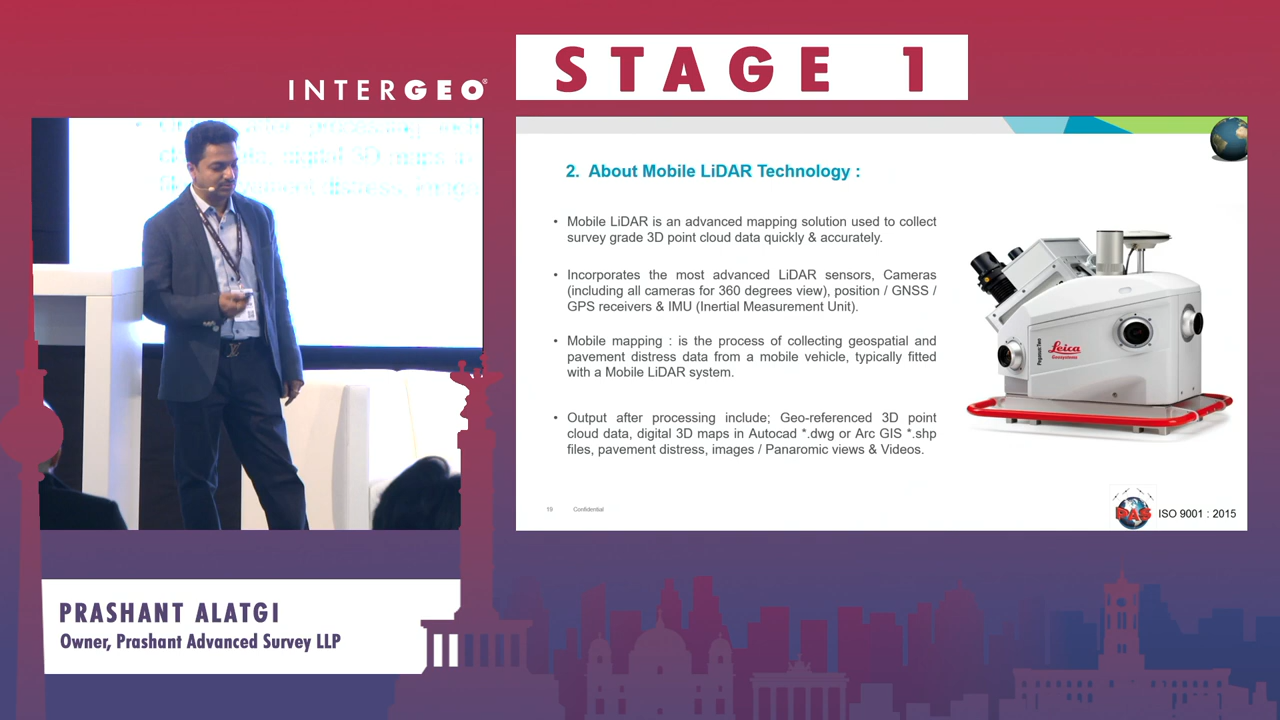 INTERGEO®
STAGE 1
2. About Mobile LiDAR Technology :
• Mobile LiDAR is an advanced mapping solution used to collect
survey grade 3D point cloud data quickly & accurately.
• Incorporates the most advanced LiDAR sensors, Cameras
(including all cameras for 360 degrees view), position / GNSS /
GPS receivers & IMU (Inertial Measurement Unit).
• Mobile mapping : is the process of collecting geospatial and
pavement distress data from a mobile vehicle, typically fitted
with a Mobile LiDAR system.
• Output after processing include; Geo-referenced 3D point
cloud data, digital 3D maps in Autocad *.dwg or Arc GIS *.shp
files, pavement distress, images / Panaromic views & Videos.
Leica
Geosystems
19 Confidential
PAS
ISO 9001 : 2015
PRASHANT ALATGI
Owner, Prashant Advanced Survey LLP